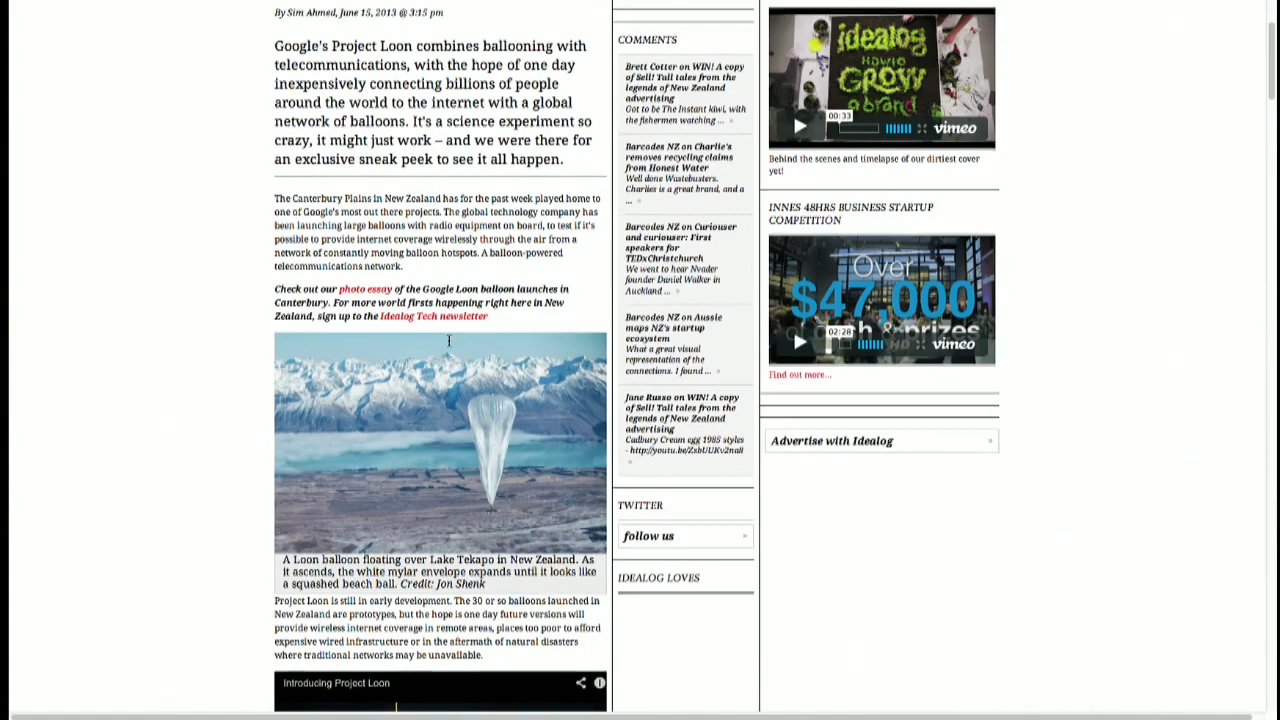 By Sim Ahmed, June 15, 2013 @ 3:15 pm
Google's Project Loon combines ballooning with
telecommunications, with the hope of one day
inexpensively connecting billions of people
around the world to the internet with a global
network of balloons. It's a science experiment so
crazy, it might just work – and we were there for
an exclusive sneak peek to see it all happen.
The Canterbury Plains in New Zealand has for the past week played home to
one of Google's most out there projects. The global technology company has
been launching large balloons with radio equipment on board, to test if it's
possible to provide internet coverage wirelessly through the air from a
network of constantly moving balloon hotspots. A balloon-powered
telecommunications network.
Check out our photo essay of the Google Loon balloon launches in
Canterbury. For more world firsts happening right here in New
Zealand, sign up to the Idealog Tech newsletter
A Loon balloon floating over Lake Tekapo in New Zealand. As
it ascends, the white mylar envelope expands until it looks like
a squashed beach ball. Credit: Jon Shenk
Project Loon is still in early development. The 30 or so balloons launched in
New Zealand are prototypes, but the hope is one day future versions will
provide wireless internet coverage in remote areas, places too poor to afford
expensive wired infrastructure or in the aftermath of natural disasters
where traditional networks may be unavailable.
Introducing Project Loon
COMMENTS
Brett Cotter on WIN! A copy
of Sell! Tall tales from the
legends of New Zealand
advertising
Got to be The Instant kiwi, with
the fishermen watching ... »
Barcodes NZ on Charlie's
removes recycling claims
from Honest Water
Well done Wastebusters.
Charlies is a great brand, and a
... »
Barcodes NZ on Curiouser
and curiouser: First
speakers for
TEDxChristchurch
We went to hear Nvader
founder Daniel Walker in
Auckland ... »
Barcodes NZ on Aussie
maps NZ's startup
ecosystem
What a great visual
representation of the
connections. I found ... »
Jane Russo on WIN! A copy
of Sell! Tall tales from the
legends of New Zealand
advertising
Cadbury Cream egg 1985 styles
»
TWITTER
follow us »
IDEALOG LOVES
idealog
HOW TO
GROW
a brand
00:33
vimeo
Behind the scenes and timelapse of our dirtiest cover
yet!
INNES 48HRS BUSINESS STARTUP
COMPETITION
Over
$47,000
cash & prizes
02:28
HD vimeo
Find out more...
Advertise with Idealog »